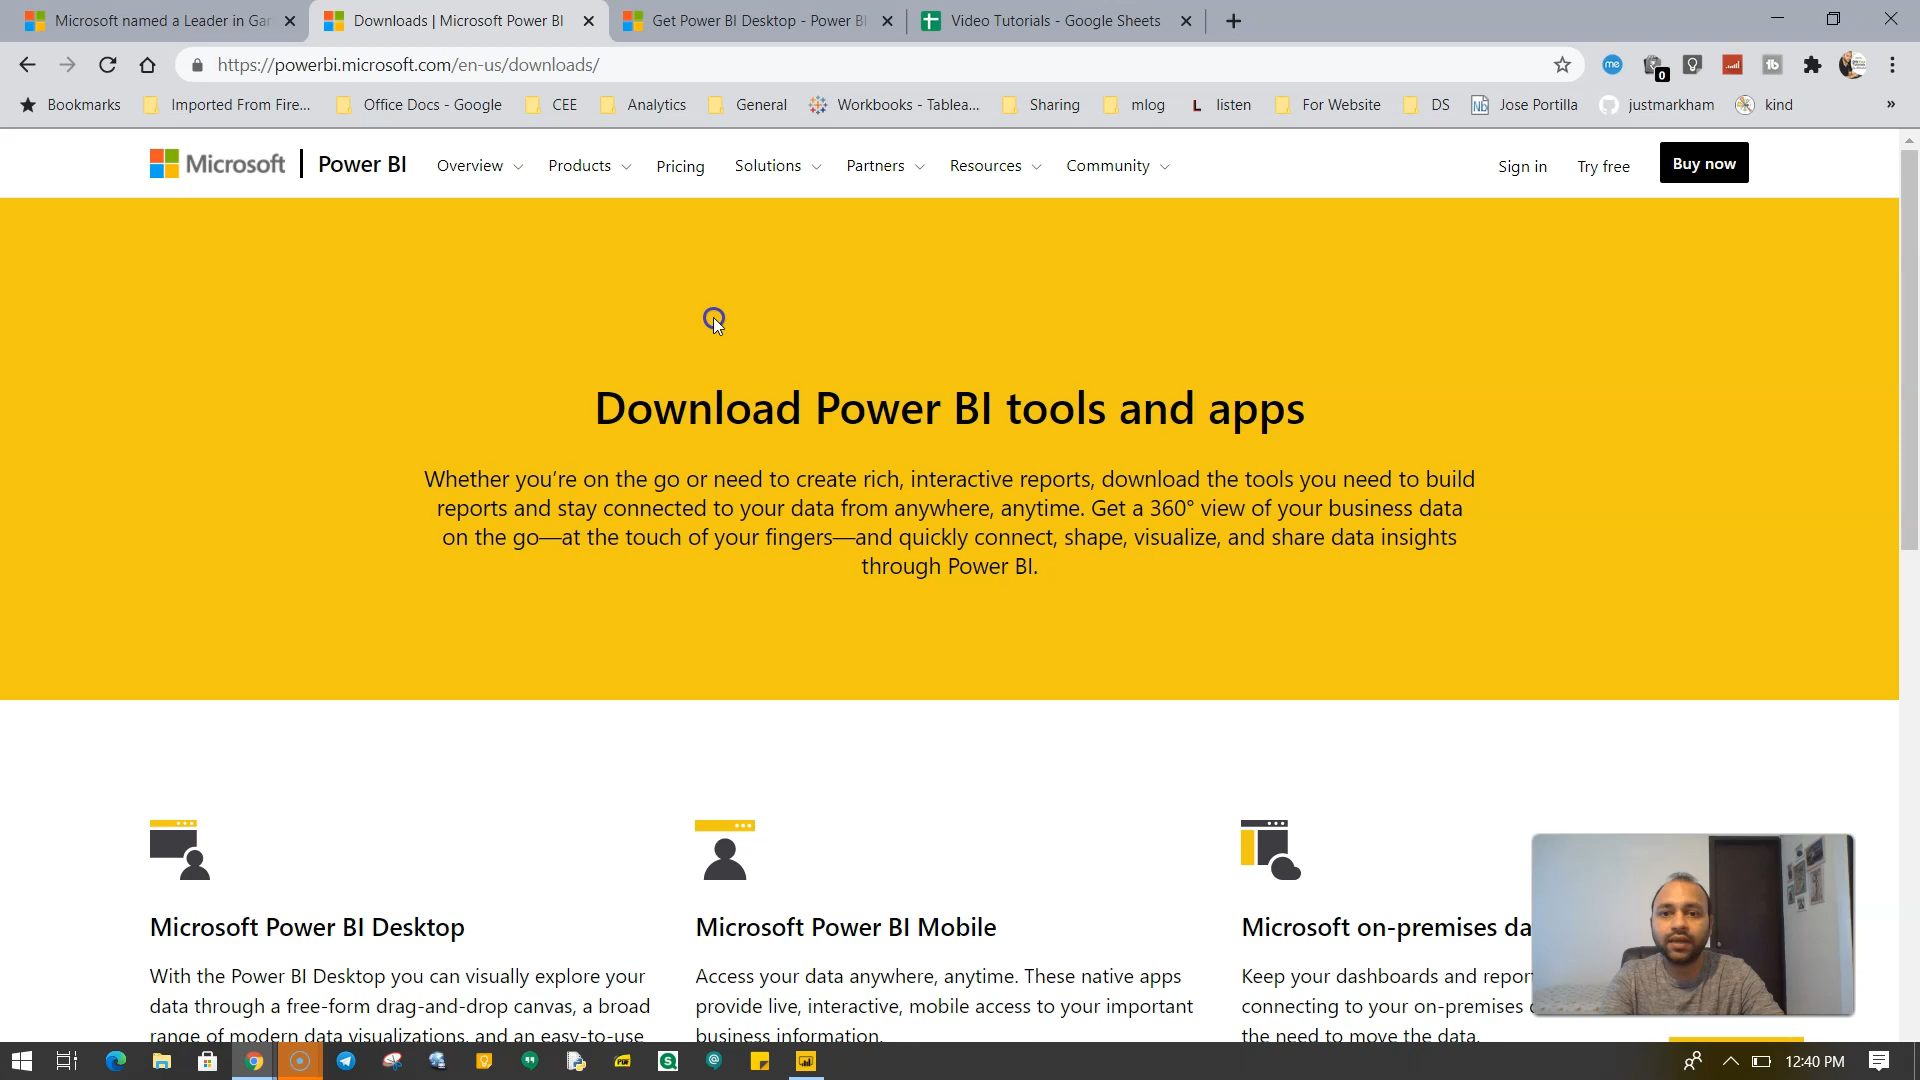 Microsoft named a Leader in Gar
Downloads | Microsoft Power BI
Get Power BI Desktop - Power BI
Video Tutorials - Google Sheets
https://powerbi.microsoft.com/en-us/downloads/
me
0
tb
Bookmarks
Imported From Fire...
Office Docs - Google
CEE
Analytics
General
Workbooks - Tablea...
Sharing
mlog
L listen
For Website
DS
Nb Jose Portilla
justmarkham
kind
»
Microsoft | Power BI
Overview
Products
Pricing
Solutions
Partners
Resources
Community
Sign in
Try free
Buy now
Download Power BI tools and apps
Whether you're on the go or need to create rich, interactive reports, download the tools you need to build
reports and stay connected to your data from anywhere, anytime. Get a 360° view of your business data
on the go—at the touch of your fingers—and quickly connect, shape, visualize, and share data insights
through Power BI.
Microsoft Power BI Desktop
With the Power BI Desktop you can visually explore your
data through a free-form drag-and-drop canvas, a broad
range of modern data visualizations, and an easy-to-use
Microsoft Power BI Mobile
Access your data anywhere, anytime. These native apps
provide live, interactive, mobile access to your important
business information.
Microsoft on-premises da
Keep your dashboards and repor
connecting to your on-premises
the need to move the data.
12:40 PM